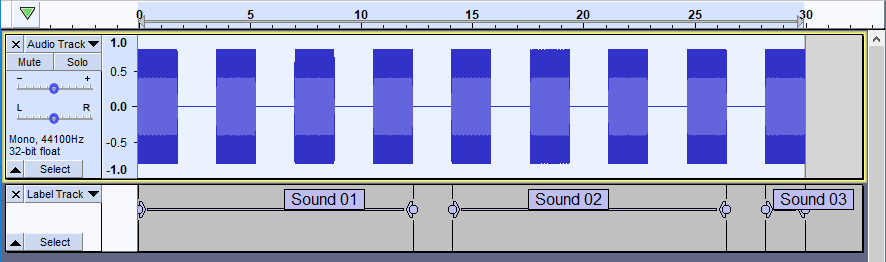 0 5 10 15 20 25 30
Audio Track
Mute Solo
- +
L R
Mono, 44100Hz
32-bit float
Select
1.0
0.5
0.0
-0.5
-1.0
Label Track
Select
Sound 01 Sound 02 Sound 03